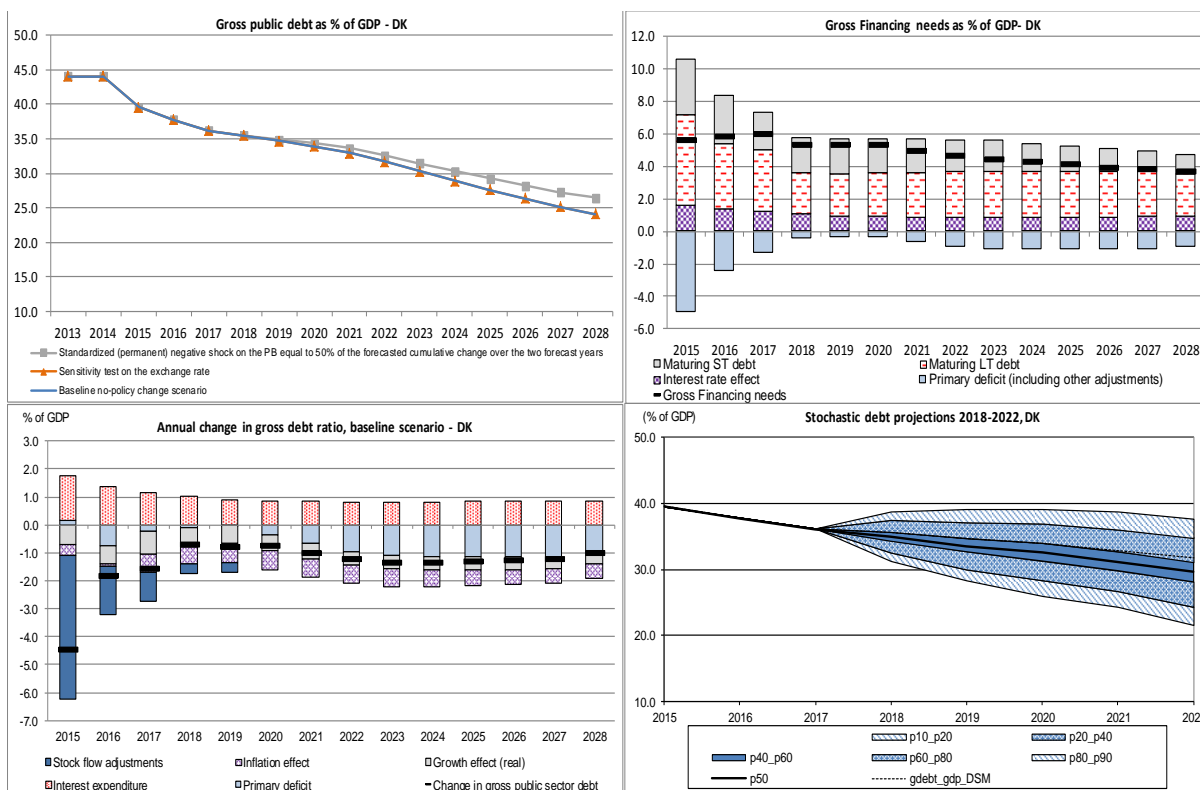 Gross public debt as % of GDP - DK
50.0
45.0
40.0
35.0
30.0
25.0
20.0
15.0
10.0
2013 2014 2015 2016 2017 2018 2019 2020 2021 2022 2023 2024 2025 2026 2027 2028
Standardized (permanent) negative shock on the PB equal to 50% of the forecasted cumulative change over the two forecast years
Sensitivity test on the exchange rate
Baseline no-policy change scenario
Gross Financing needs as % of GDP- DK
12.0
10.0
8.0
6.0
4.0
2.0
0.0
-2.0
-4.0
-6.0
2015 2016 2017 2018 2019 2020 2021 2022 2023 2024 2025 2026 2027 2028
Maturing ST debt Maturing LT debt
Interest rate effect Primary deficit (including other adjustments)
Gross Financing needs
% of GDP
Annual change in gross debt ratio, baseline scenario - DK
3.0
2.0
1.0
0.0
-1.0
-2.0
-3.0
-4.0
-5.0
-6.0
-7.0
2015 2016 2017 2018 2019 2020 2021 2022 2023 2024 2025 2026 2027 2028
Stock flow adjustments Inflation effect Growth effect (real)
Interest expenditure Primary deficit Change in gross public sector debt
(% of GDP)
Stochastic debt projections 2018-2022, DK
50.0
40.0
30.0
20.0
10.0
2015 2016 2017 2018 2019 2020 2021 202
p10_p20 p20_p40
p40_p60 p60_p80 p80_p90
p50 gdebt_gdp_DSM